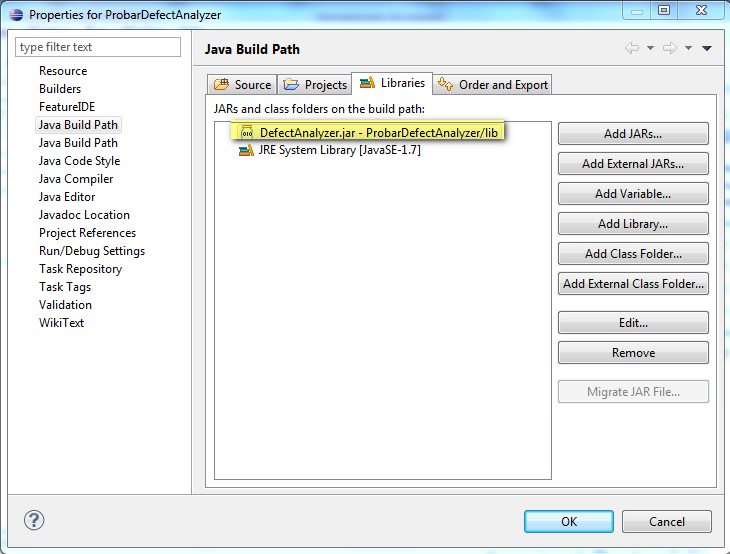 Properties for ProbarDefectAnalyzer
type filter text
Resource
Builders
FeatureIDE
Java Build Path
Java Build Path
Java Code Style
Java Compiler
Java Editor
Javadoc Location
Project References
Run/Debug Settings
Task Repository
Task Tags
Validation
WikiText
Java Build Path
Source
Projects
Libraries
Order and Export
JARs and class folders on the build path:
DefectAnalyzer.jar - ProbarDefectAnalyzer/lib
JRE System Library [JavaSE-1.7]
Add JARs...
Add External JARs...
Add Variable...
Add Library...
Add Class Folder...
Add External Class Folder...
Edit...
Remove
Migrate JAR File...
OK
Cancel